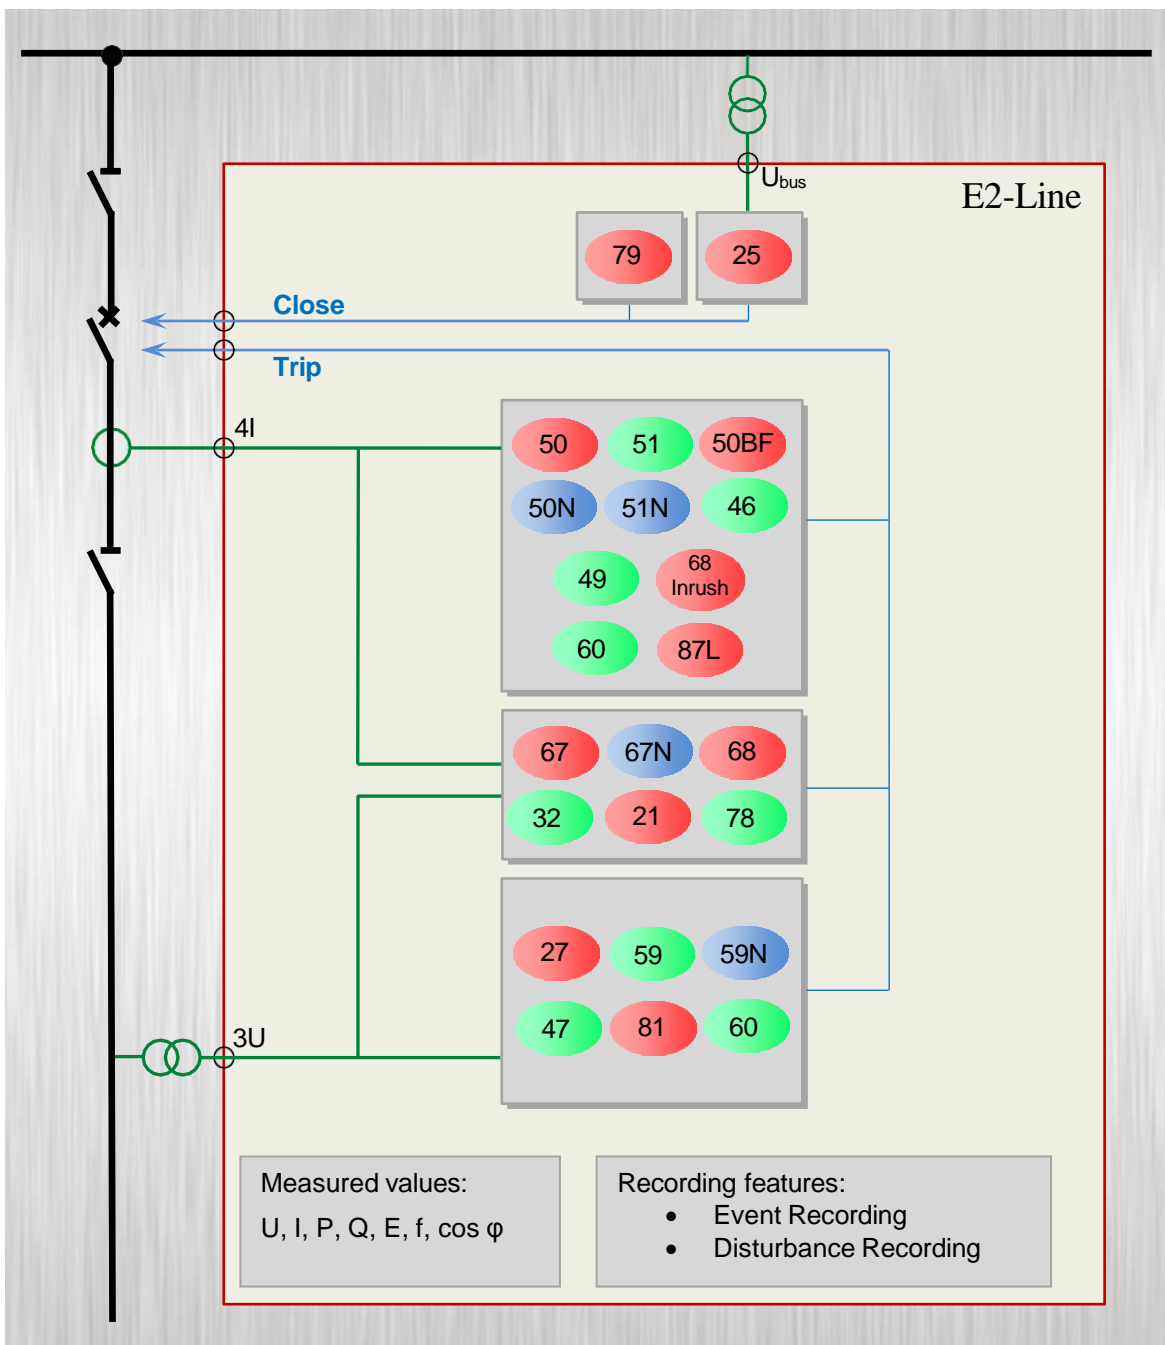 U bus
E2-Line
79 25
Close
Trip
4I
50 51 50BF
50N 51N 46
49 68 Inrush
60 87L
67 67N 68
32 21 78
27 59 59N
47 81 60
3U
Measured values:
U, I, P, Q, E, f, cos φ
Recording features:
• Event Recording
• Disturbance Recording